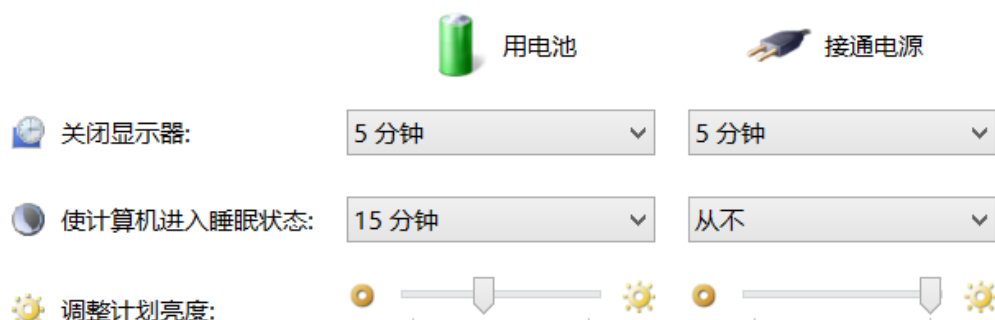 用电池 接通电源
关闭显示器: 5 分钟 5 分钟
使计算机进入睡眠状态: 15 分钟 从不
调整计划亮度: